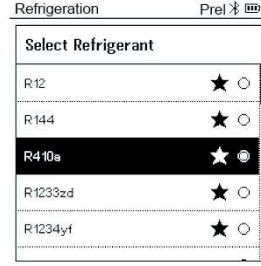 Refrigeration Prel
Select Refrigerant
R12
R144
R410a
R1233zd
R1234yf